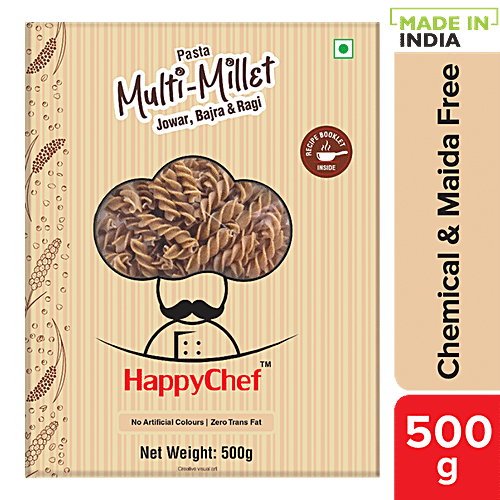 MADE IN
INDIA
Pasta
Multi-Millet
Jowar, Bajra & Ragi
RECIPE BOOKLET
INSIDE
HappyChef™
No Artificial Colours | Zero Trans Fat
Net Weight: 500g
Creative visual art
Chemical & Maida Free
500
g